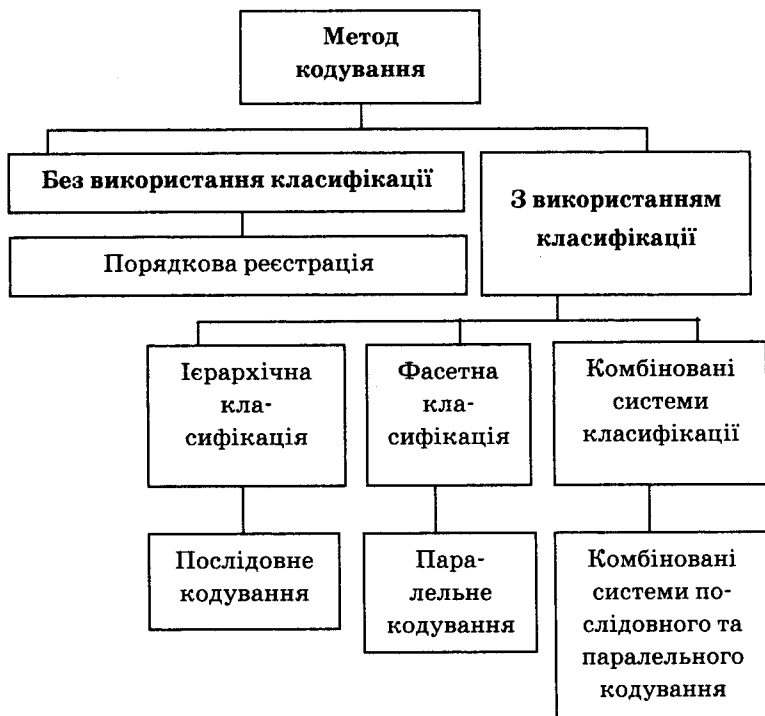 Метод
кодування
Без використання класифікації
З використанням
класифікації
Порядкова реєстрація
Ієрархічна
кла-
сифікація
Фасетна
кла-
сифікація
Комбіновані
системи
класифікації
Послідовне
кодування
Пара-
лельне
кодування
Комбіновані
системи по-
слідовного та
паралельного
кодування